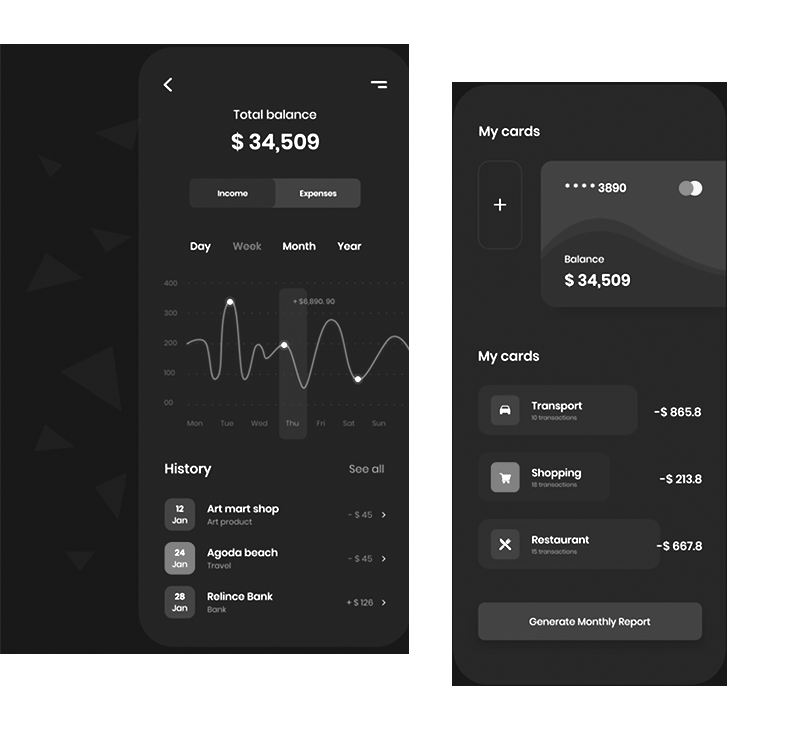 Total balance
$ 34,509
Income Expenses
Day Week Month Year
400
+ $6,890. 90
300
200
100
00
Mon Tue Wed Thu Fri Sat Sun
History See all
12 Jan
Art mart shop
Art product
- $ 45
24 Jan
Agoda beach
Travel
- $ 45
28 Jan
Relince Bank
Bank
+ $ 126
My cards
**** 3890
Balance
$ 34,509
My cards
Transport
10 transactions
-$ 865.8
Shopping
18 transactions
-$ 213.8
Restaurant
15 transactions
-$ 667.8
Generate Monthly Report